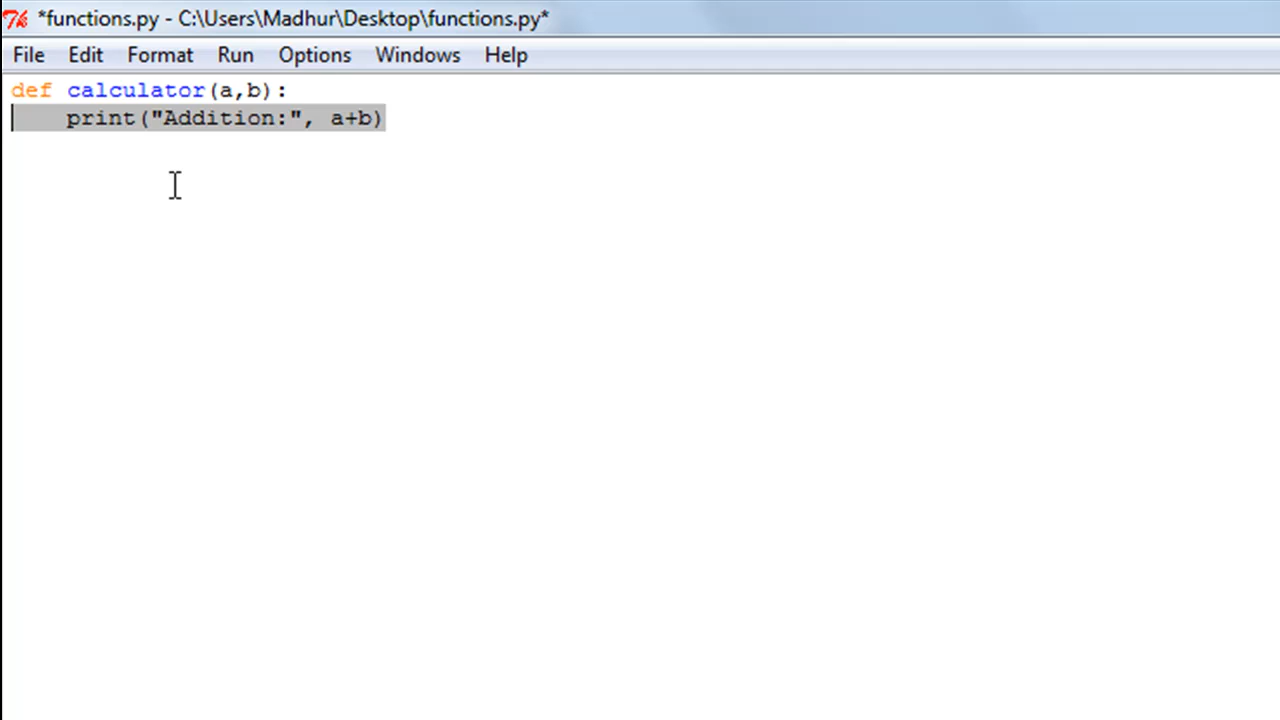 *functions.py - C:\Users\Madhur\Desktop\functions.py*
File Edit Format Run Options Windows Help
def calculator(a,b):
    print("Addition:", a+b)